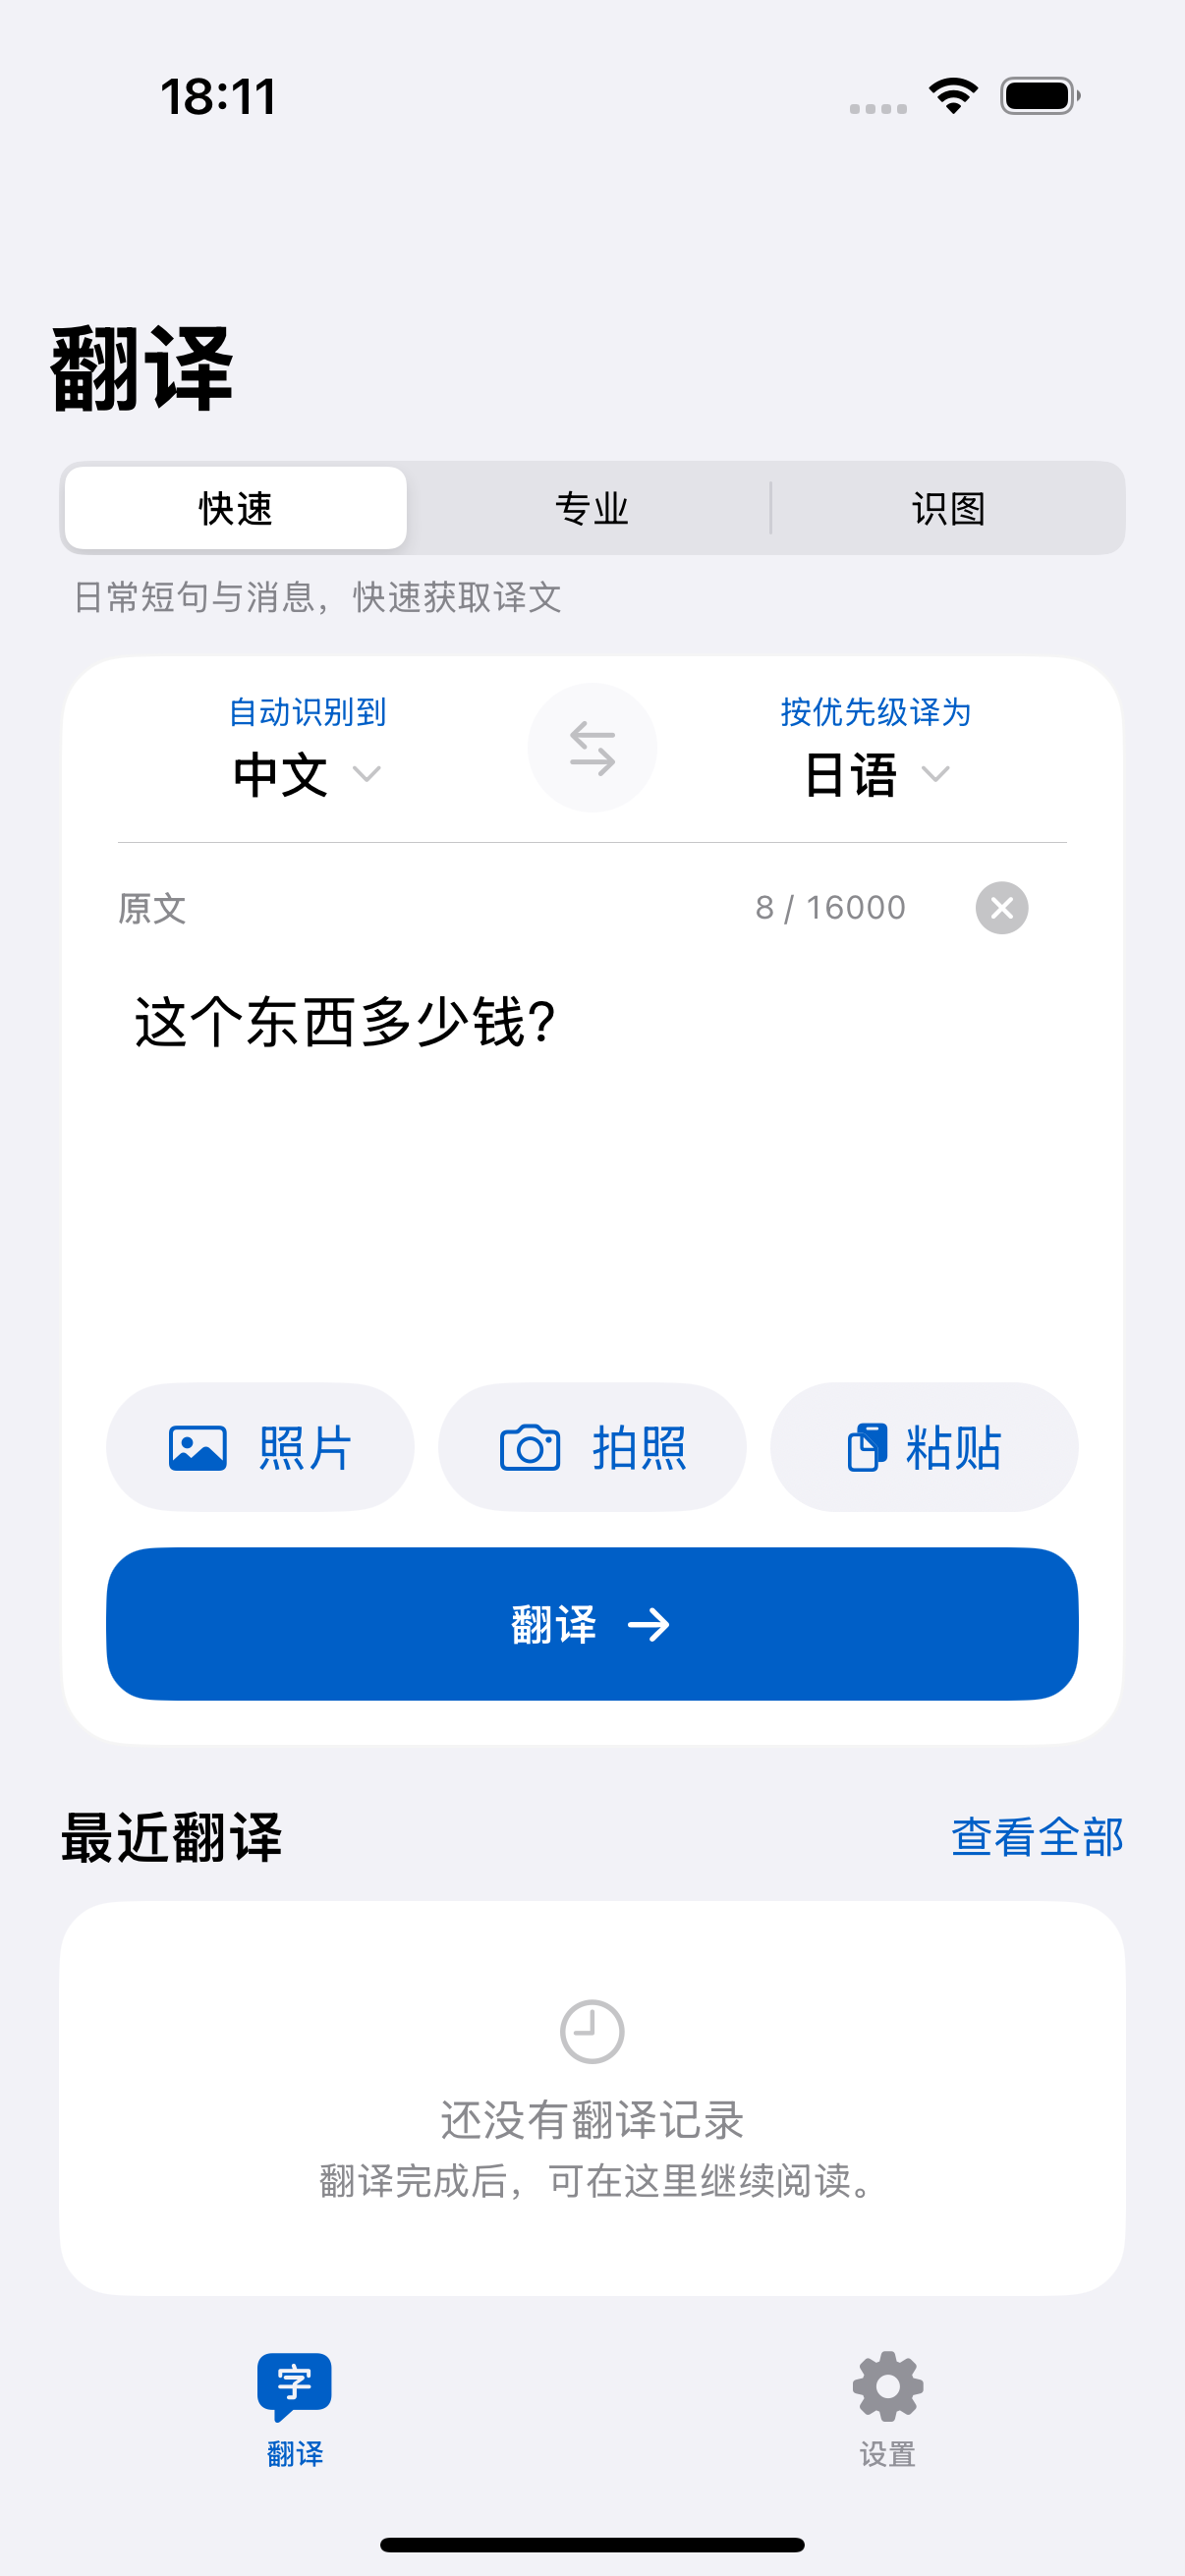 18:11
翻译
快速 专业 识图
日常短句与消息，快速获取译文
自动识别到 按优先级译为
中文 日语
原文 8 / 16000
这个东西多少钱?
照片 拍照 粘贴
翻译
最近翻译 查看全部
还没有翻译记录
翻译完成后，可在这里继续阅读。
字
翻译 设置